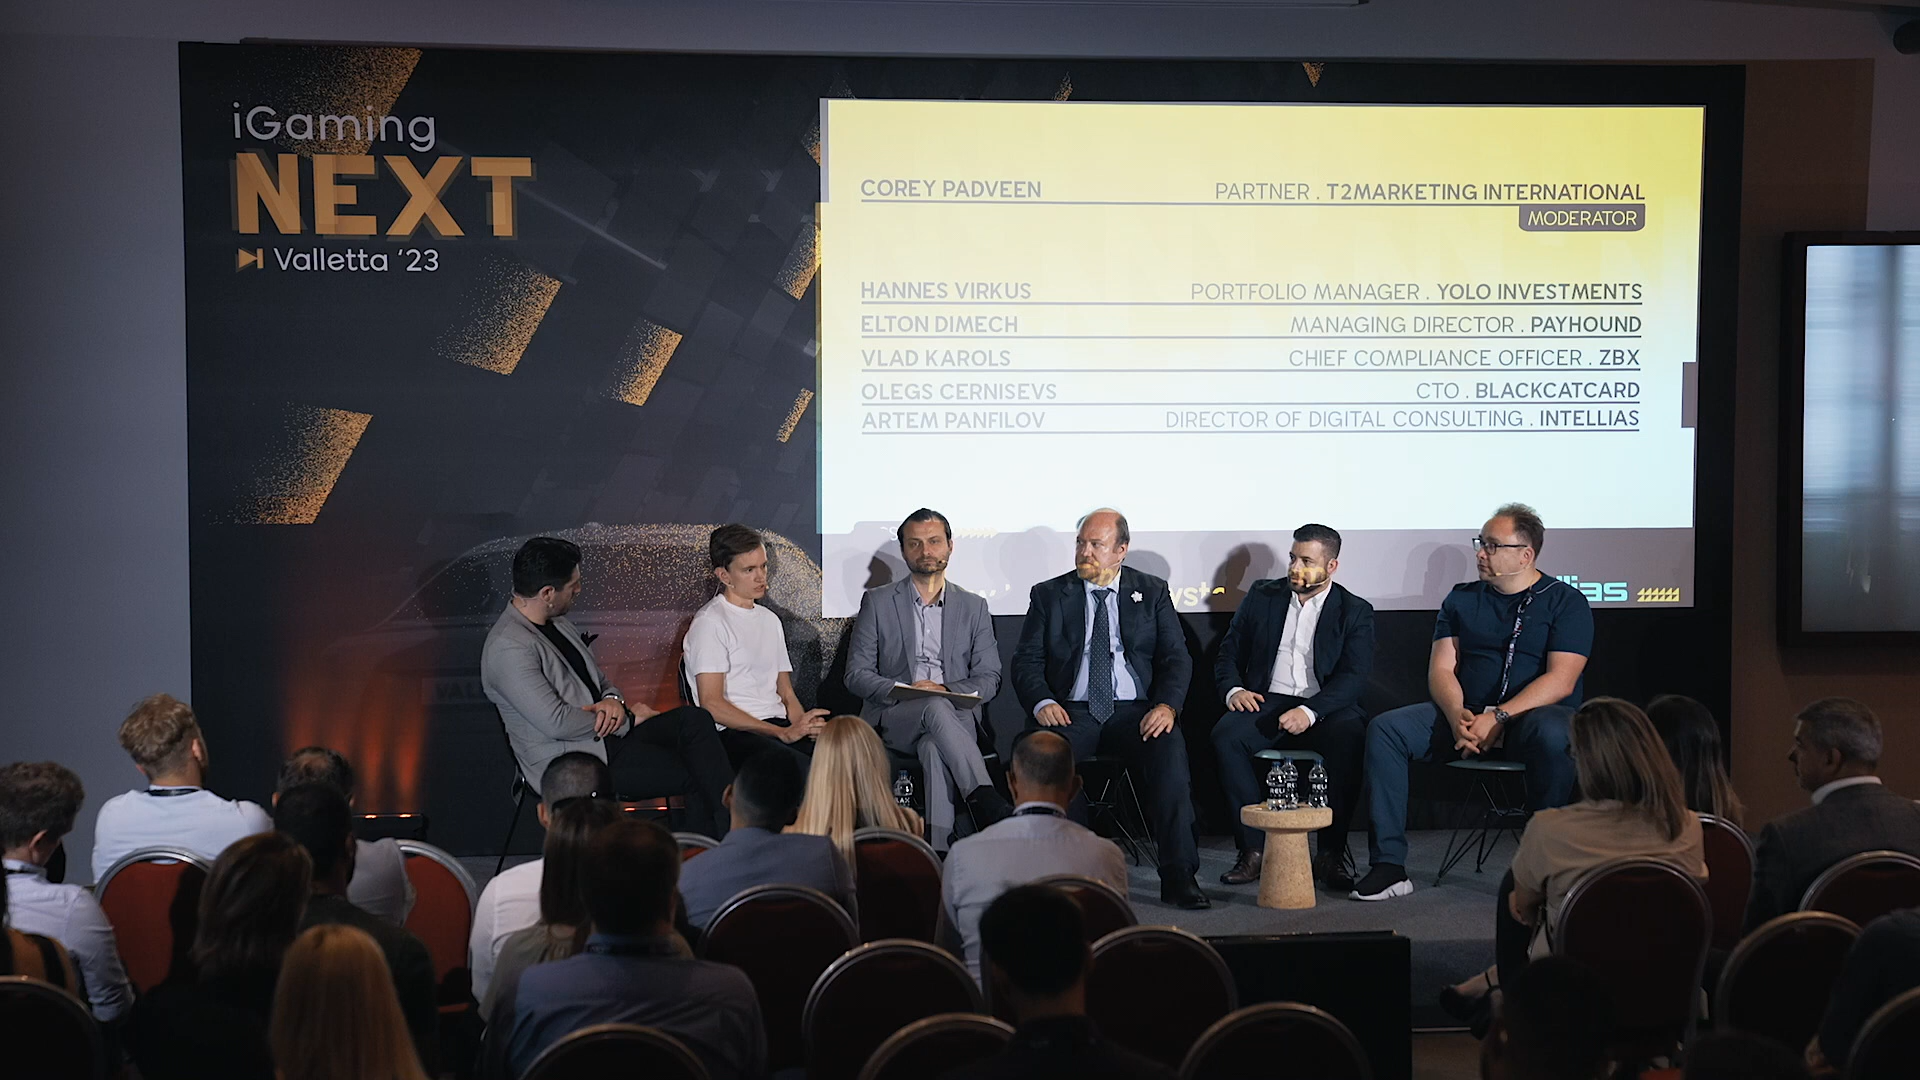 iGaming
NEXT
Valletta '23
COREY PADVEEN PARTNER . T2MARKETING INTERNATIONAL
MODERATOR
HANNES VIRKUS PORTFOLIO MANAGER . YOLO INVESTMENTS
ELTON DIMECH MANAGING DIRECTOR . PAYHOUND
VLAD KAROLS CHIEF COMPLIANCE OFFICER . ZBX
OLEGS CERNISEVS CTO . BLACKCATCARD
ARTEM PANFILOV DIRECTOR OF DIGITAL CONSULTING . INTELLIAS